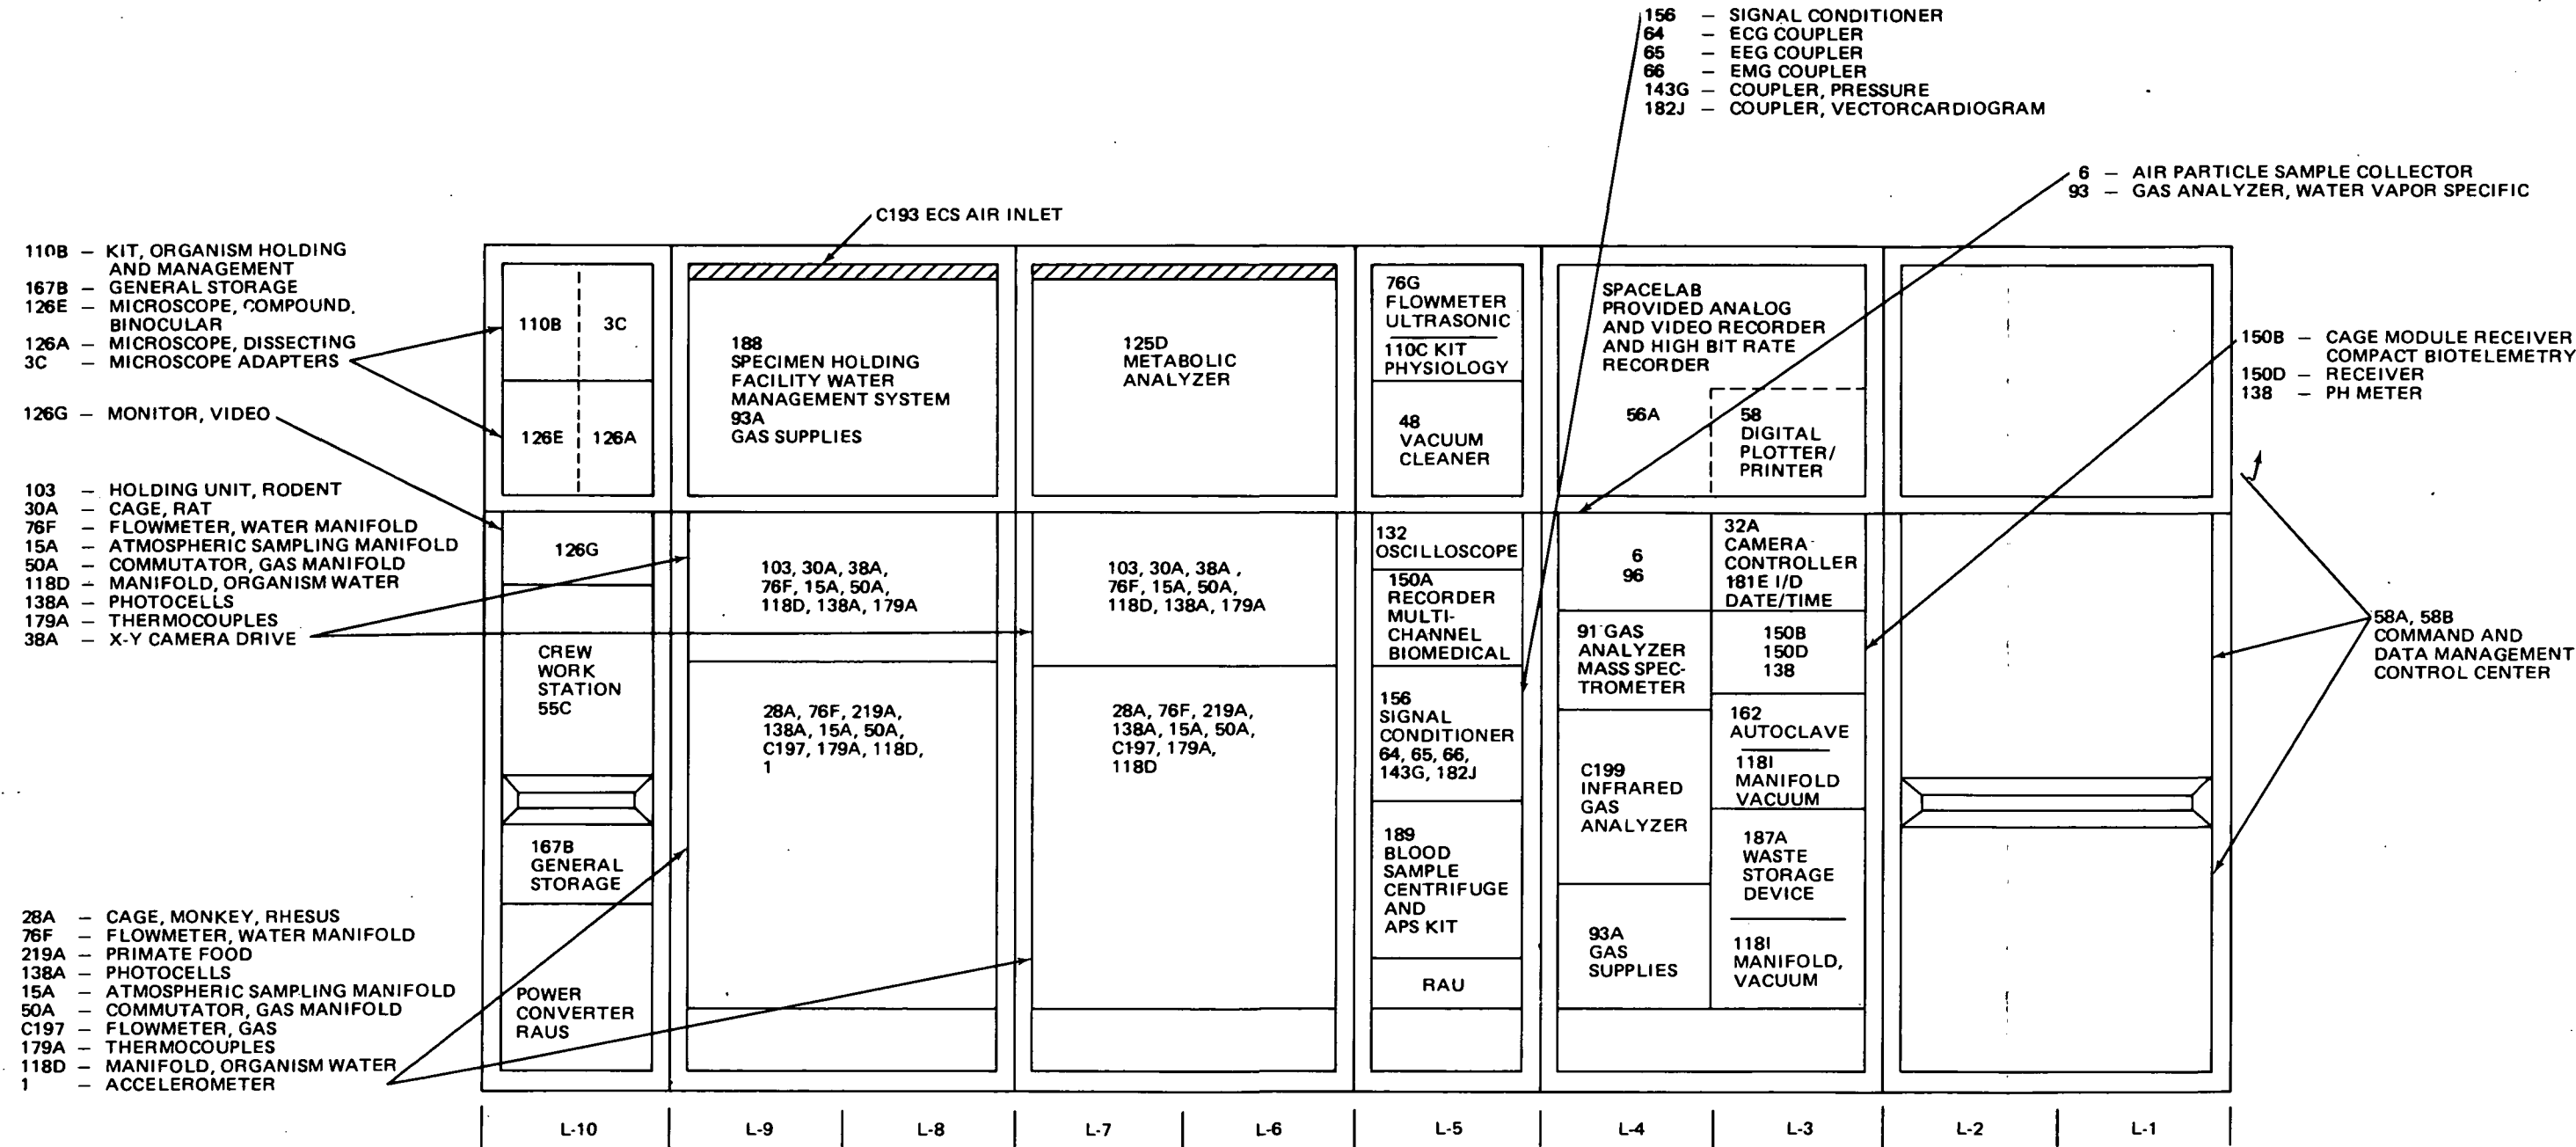 156 – SIGNAL CONDITIONER
64 – ECG COUPLER
65 – EEG COUPLER
66 – EMG COUPLER
143G – COUPLER, PRESSURE
182J – COUPLER, VECTORCARDIOGRAM
6 – AIR PARTICLE SAMPLE COLLECTOR
93 – GAS ANALYZER, WATER VAPOR SPECIFIC
C193 ECS AIR INLET
110B – KIT, ORGANISM HOLDING
AND MANAGEMENT
167B – GENERAL STORAGE
126E – MICROSCOPE, COMPOUND,
BINOCULAR
126A – MICROSCOPE, DISSECTING
3C – MICROSCOPE ADAPTERS
126G – MONITOR, VIDEO
103 – HOLDING UNIT, RODENT
30A – CAGE, RAT
76F – FLOWMETER, WATER MANIFOLD
15A – ATMOSPHERIC SAMPLING MANIFOLD
50A – COMMUTATOR, GAS MANIFOLD
118D – MANIFOLD, ORGANISM WATER
138A – PHOTOCELLS
179A – THERMOCOUPLES
38A – X-Y CAMERA DRIVE
28A – CAGE, MONKEY, RHESUS
76F – FLOWMETER, WATER MANIFOLD
219A – PRIMATE FOOD
138A – PHOTOCELLS
15A – ATMOSPHERIC SAMPLING MANIFOLD
50A – COMMUTATOR, GAS MANIFOLD
C197 – FLOWMETER, GAS
179A – THERMOCOUPLES
118D – MANIFOLD, ORGANISM WATER
1 – ACCELEROMETER
110B 3C
126E 126A
126G
CREW
WORK
STATION
55C
167B
GENERAL
STORAGE
POWER
CONVERTER
RAUS
188
SPECIMEN HOLDING
FACILITY WATER
MANAGEMENT SYSTEM
93A
GAS SUPPLIES
103, 30A, 38A,
76F, 15A, 50A,
118D, 138A, 179A
28A, 76F, 219A,
138A, 15A, 50A,
C197, 179A, 118D,
1
125D
METABOLIC
ANALYZER
103, 30A, 38A,
76F, 15A, 50A,
118D, 138A, 179A
28A, 76F, 219A,
138A, 15A, 50A,
C197, 179A,
118D
76G
FLOWMETER
ULTRASONIC
110C KIT
PHYSIOLOGY
48
VACUUM
CLEANER
132
OSCILLOSCOPE
150A
RECORDER
MULTI-
CHANNEL
BIOMEDICAL
156
SIGNAL
CONDITIONER
64, 65, 66,
143G, 182J
189
BLOOD
SAMPLE
CENTRIFUGE
AND
APS KIT
RAU
SPACELAB
PROVIDED ANALOG
AND VIDEO RECORDER
AND HIGH BIT RATE
RECORDER
56A
58
DIGITAL
PLOTTER/
PRINTER
6
96
91 GAS
ANALYZER
MASS SPEC-
TROMETER
C199
INFRARED
GAS
ANALYZER
93A
GAS
SUPPLIES
32A
CAMERA
CONTROLLER
181E I/D
DATE/TIME
150B
150D
138
162
AUTOCLAVE
118I
MANIFOLD
VACUUM
187A
WASTE
STORAGE
DEVICE
118I
MANIFOLD,
VACUUM
150B – CAGE MODULE RECEIVER
COMPACT BIOTELEMETRY
150D – RECEIVER
138 – PH METER
58A, 58B
COMMAND AND
DATA MANAGEMENT
CONTROL CENTER
L-10 L-9 L-8 L-7 L-6 L-5 L-4 L-3 L-2 L-1